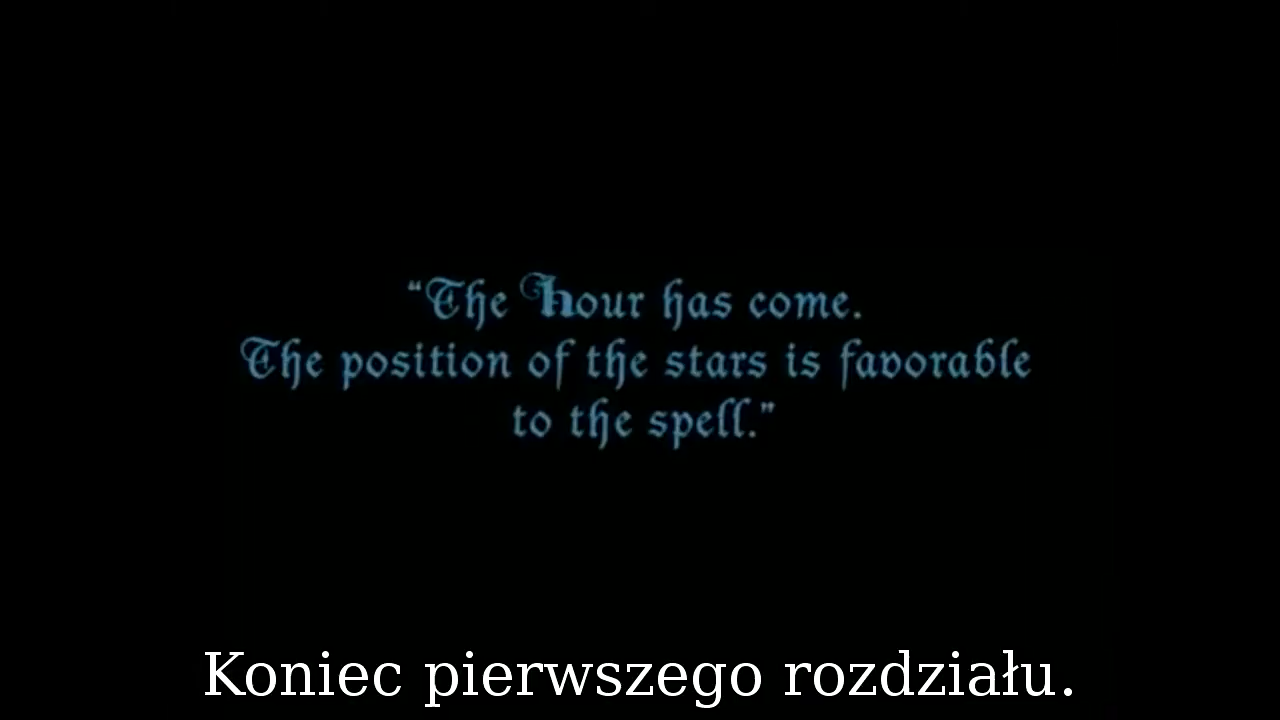 “The Hour has come.
The position of the stars is favorable
to the spell.”
Koniec pierwszego rozdziału.